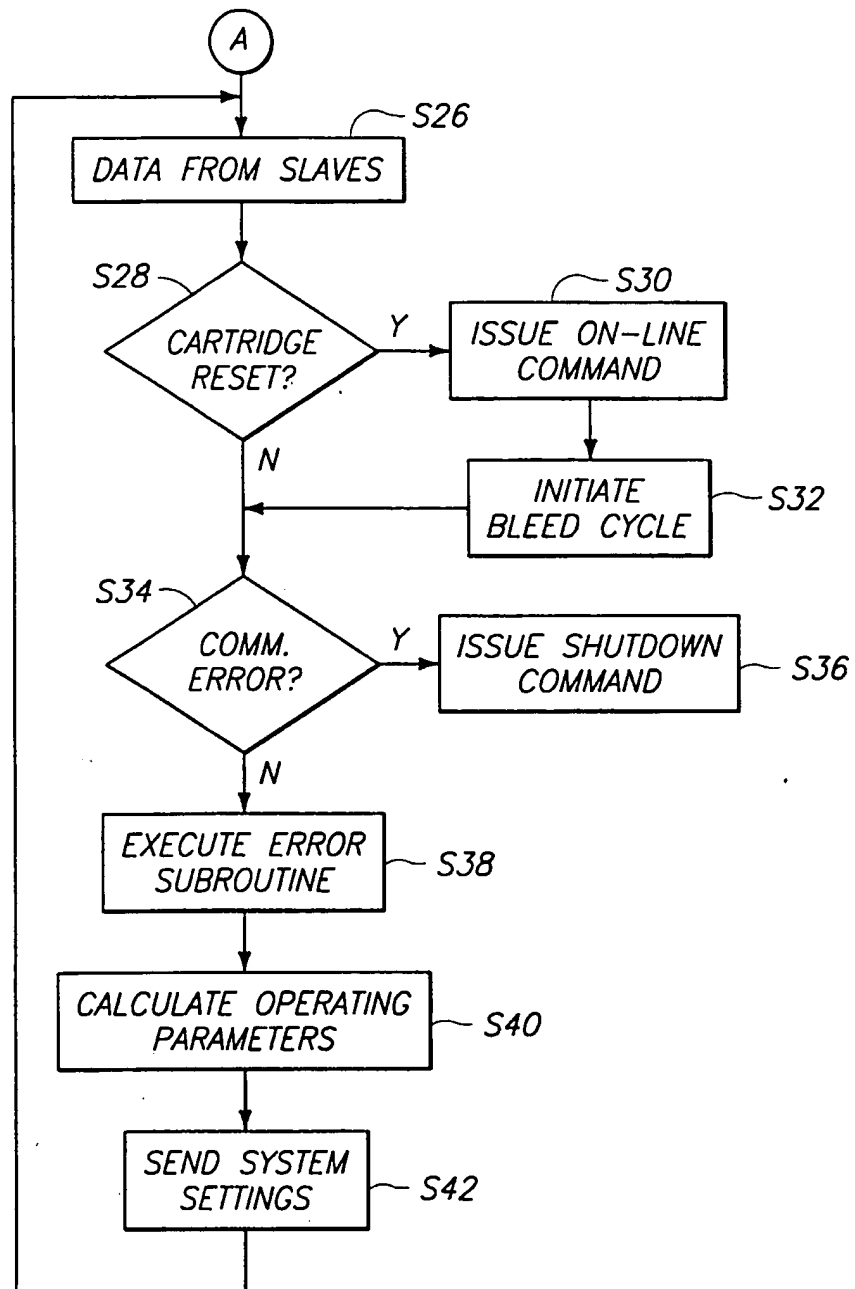 A
S26
DATA FROM SLAVES
S28
CARTRIDGE
RESET?
Y
S30
ISSUE ON-LINE
COMMAND
N
INITIATE
BLEED CYCLE
S32
S34
COMM.
ERROR?
Y
ISSUE SHUTDOWN
COMMAND
S36
N
EXECUTE ERROR
SUBROUTINE
S38
CALCULATE OPERATING
PARAMETERS
S40
SEND SYSTEM
SETTINGS
S42